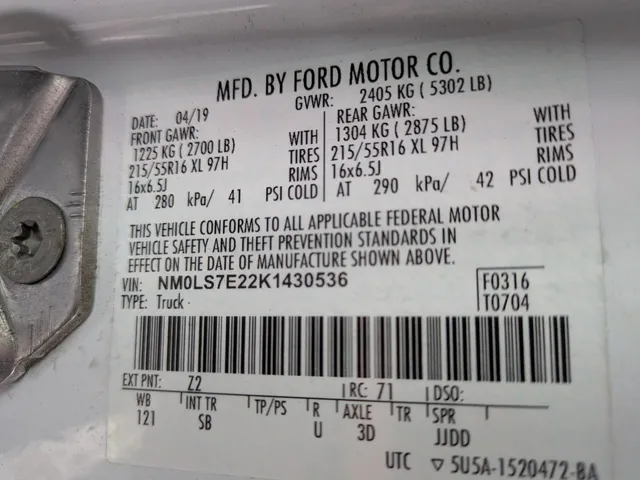 MFD. BY FORD MOTOR CO.
DATE: 04/19 GVWR: 2405 KG ( 5302 LB)
FRONT GAWR: REAR GAWR:
1225 KG ( 2700 LB) WITH 1304 KG ( 2875 LB) WITH
215/55R16 XL 97H TIRES 215/55R16 XL 97H TIRES
16x6.5J RIMS 16x6.5J RIMS
AT 280 kPa/ 41 PSI COLD AT 290 kPa/ 42 PSI COLD
THIS VEHICLE CONFORMS TO ALL APPLICABLE FEDERAL MOTOR
VEHICLE SAFETY AND THEFT PREVENTION STANDARDS IN
EFFECT ON THE DATE OF MANUFACTURE SHOWN ABOVE.
VIN: NM0LS7E22K1430536 F0316
TYPE: Truck T0704
EXT PNT: Z2 RC: 71 DSO:
WB INT TR TP/PS R AXLE TR SPR
121 SB U 3D JJDD
UTC ▽ 5U5A-1520472-BA